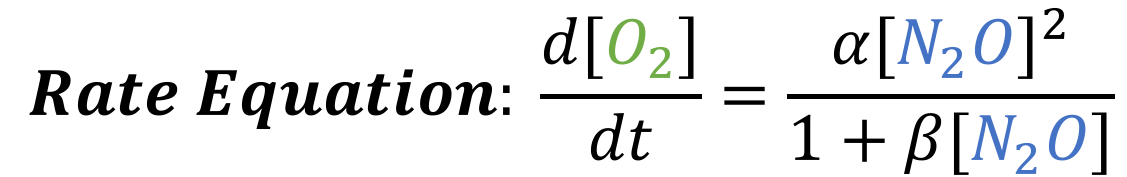 Rate Equation: d[O₂]/dt = α[N₂O]²/1 + β[N₂O]